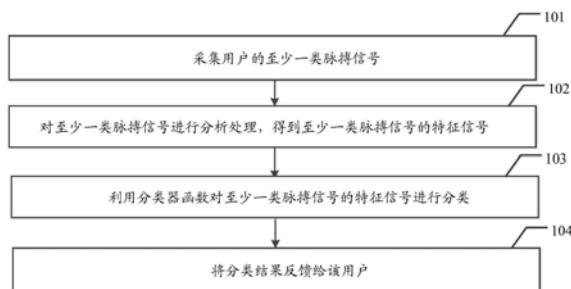 101
采集用户的至少一类脉搏信号
102
对至少一类脉搏信号进行分析处理，得到至少一类脉搏信号的特征信号
103
利用分类器函数对至少一类脉搏信号的特征信号进行分类
104
将分类结果反馈给该用户